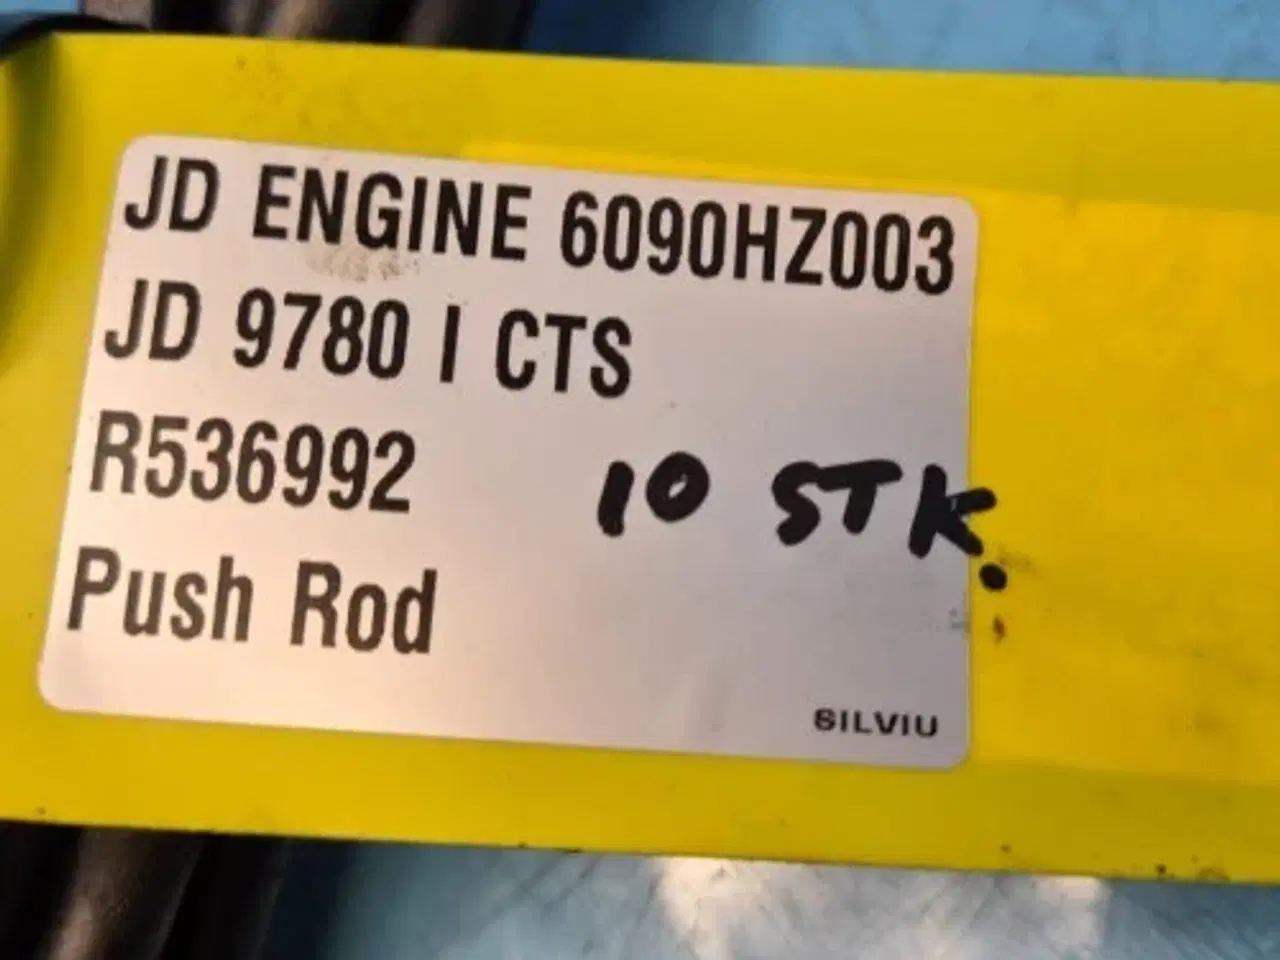 JD ENGINE 6090HZ003
JD 9780 I CTS
R536992
10 STK.
Push Rod
SILVIU